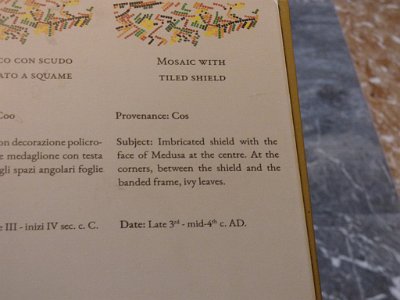 CO CON SCUDO
ATO A SQUAME
Coo
on decorazione policro-
e medaglione con testa
gli spazi angolari foglie
e III - inizi IV sec. c. C.
MOSAIC WITH
TILED SHIELD
Provenance: Cos
Subject: Imbricated shield with the
face of Medusa at the centre. At the
corners, between the shield and the
banded frame, ivy leaves.
Date: Late 3rd - mid-4th c. AD.